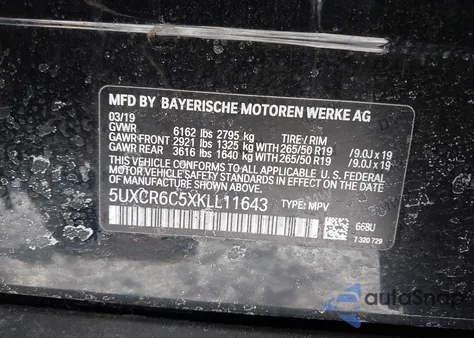 MFD BY BAYERISCHE MOTOREN WERKE AG
03/19
GVWR 6162 lbs 2795 kg TIRE / RIM
GAWR FRONT 2921 lbs 1325 kg WITH 265/50 R19 /9.0J x 19
GAWR REAR 3616 lbs 1640 kg WITH 265/50 R19 /9.0J x 19
THIS VEHICLE CONFORMS TO ALL APPLICABLE FEDERAL
MOTOR VEHICLE SAFETY STANDARDS IN EFFECT ON THE DATE
OF MANUFACTURE SHOWN ABOVE.
5UXCR6C5XKLL11643 TYPE: MPV
668U
7 320 729
autoSnap